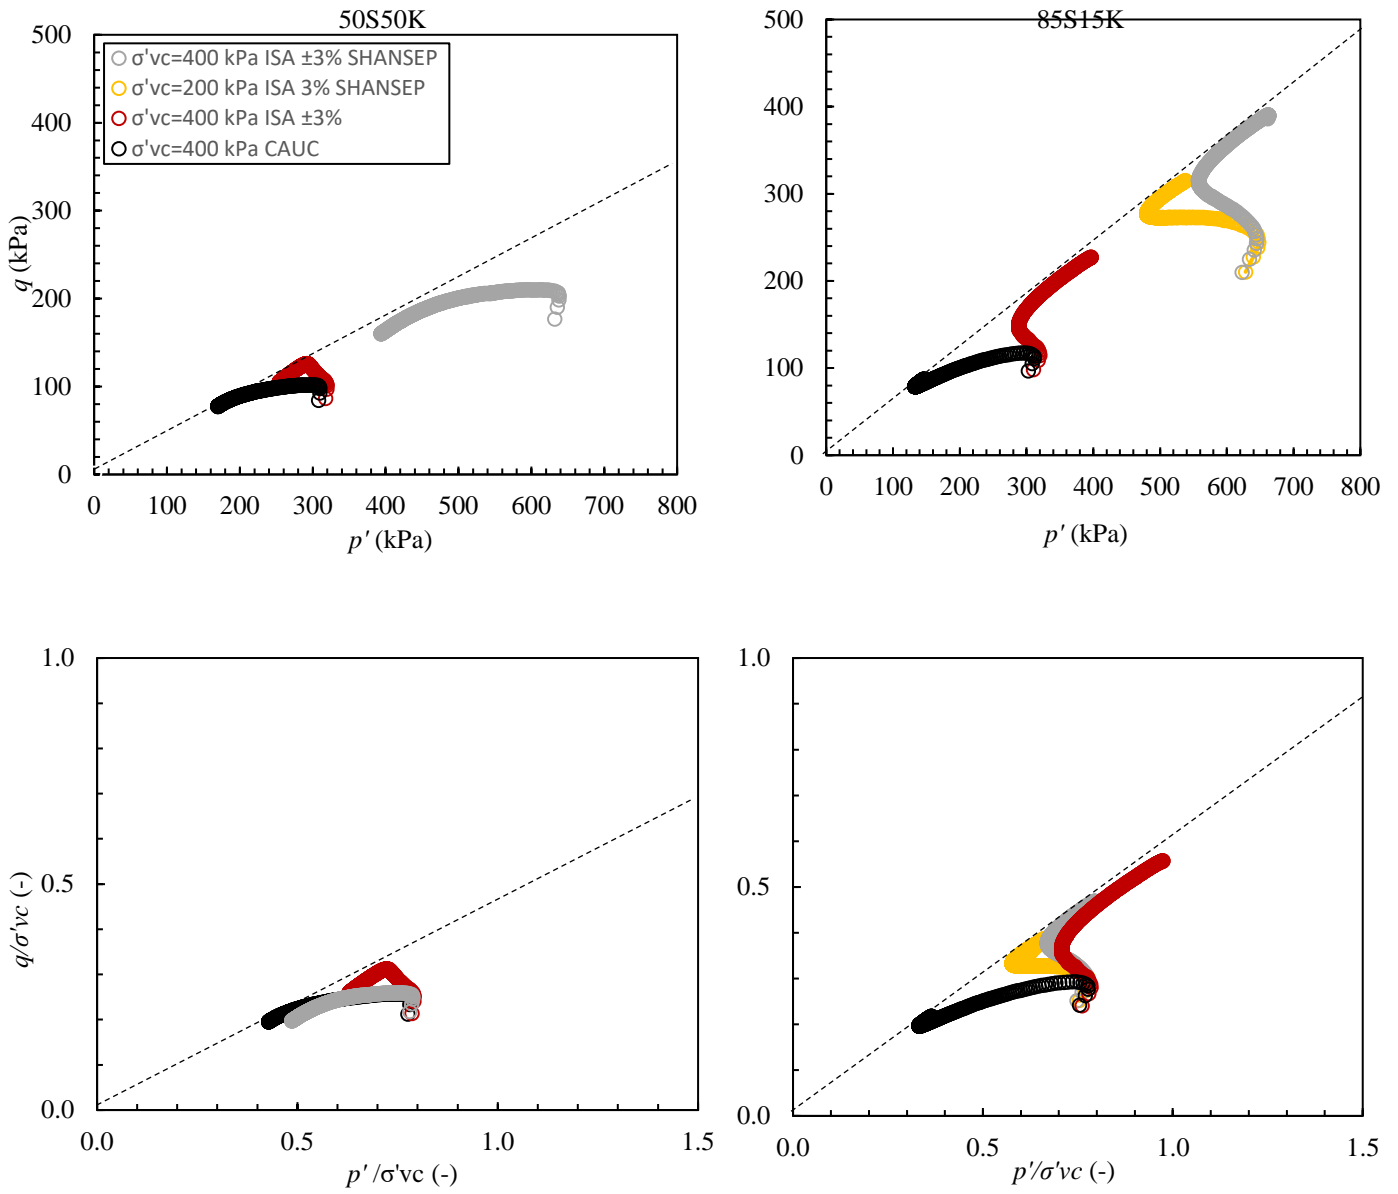 50S50K
500
400
300
200
100
0
q (kPa)
σ'vc=400 kPa ISA ±3% SHANSEP
σ'vc=200 kPa ISA 3% SHANSEP
σ'vc=400 kPa ISA ±3%
σ'vc=400 kPa CAUC
0 100 200 300 400 500 600 700 800
p' (kPa)
85S15K
500
400
300
200
100
0
0 100 200 300 400 500 600 700 800
p' (kPa)
1.0
0.5
0.0
q/σ'vc (-)
0.0 0.5 1.0 1.5
p' /σ'vc (-)
1.0
0.5
0.0
0.0 0.5 1.0 1.5
p'/σ'vc (-)